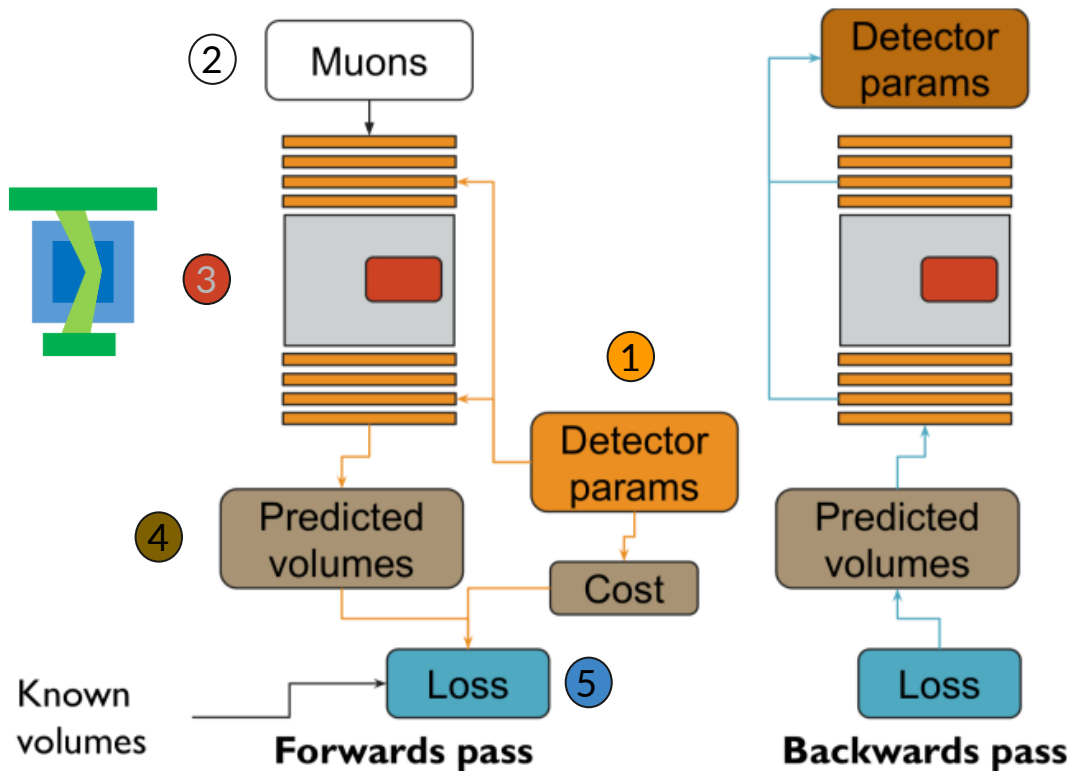 2
Muons
3
1
Detector
params
4
Predicted
volumes
Cost
Loss
5
Known
volumes
Forwards pass
Detector
params
Predicted
volumes
Loss
Backwards pass